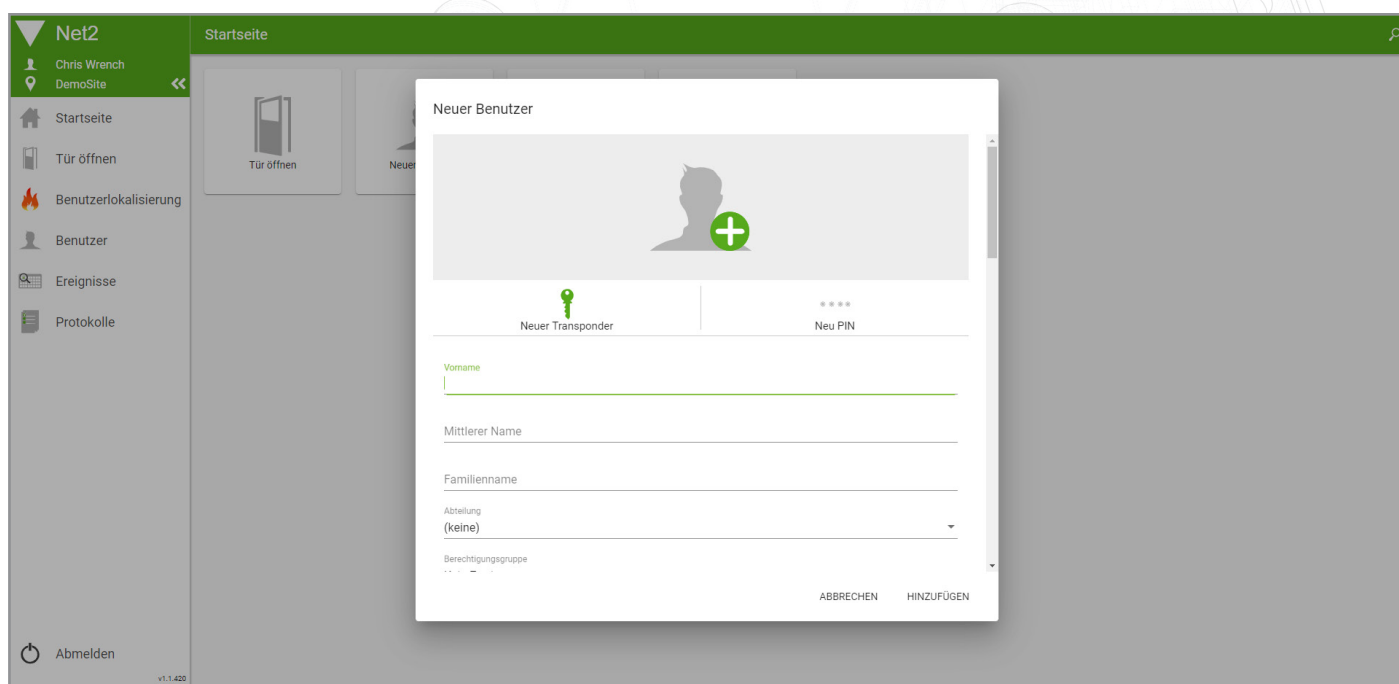 Net2
Startseite
Chris Wrench
DemoSite
Startseite
Tür öffnen
Benutzerlokalisierung
Benutzer
Ereignisse
Protokolle
Abmelden
v1.1.420
Tür öffnen
Neuer
Neuer Benutzer
Neuer Transponder
Neu PIN
Vorname
Mittlerer Name
Familienname
Abteilung
(keine)
Berechtigungsgruppe
ABBRECHEN HINZUFÜGEN